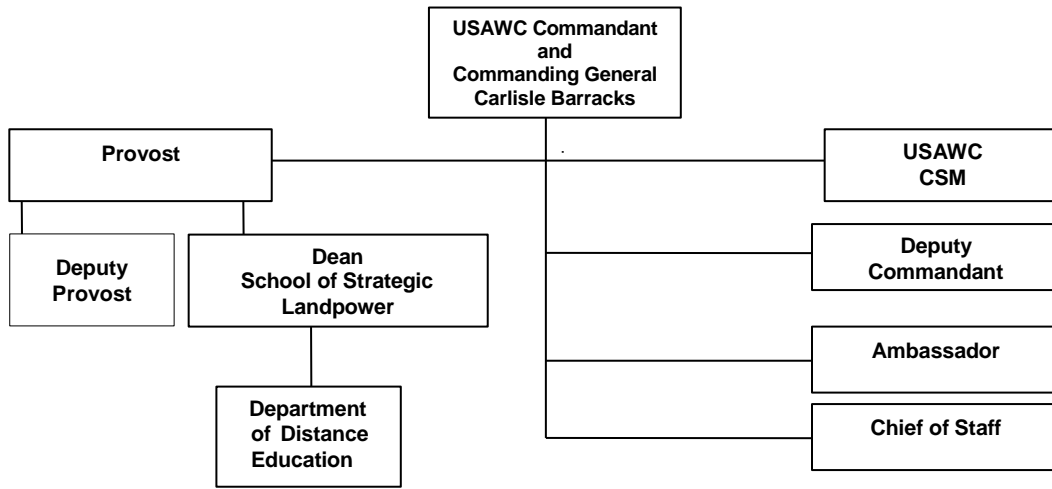 USAWC Commandant
and
Commanding General
Carlisle Barracks
Provost
USAWC
CSM
Deputy
Provost
Dean
School of Strategic
Landpower
Deputy
Commandant
Ambassador
Department
of Distance
Education
Chief of Staff